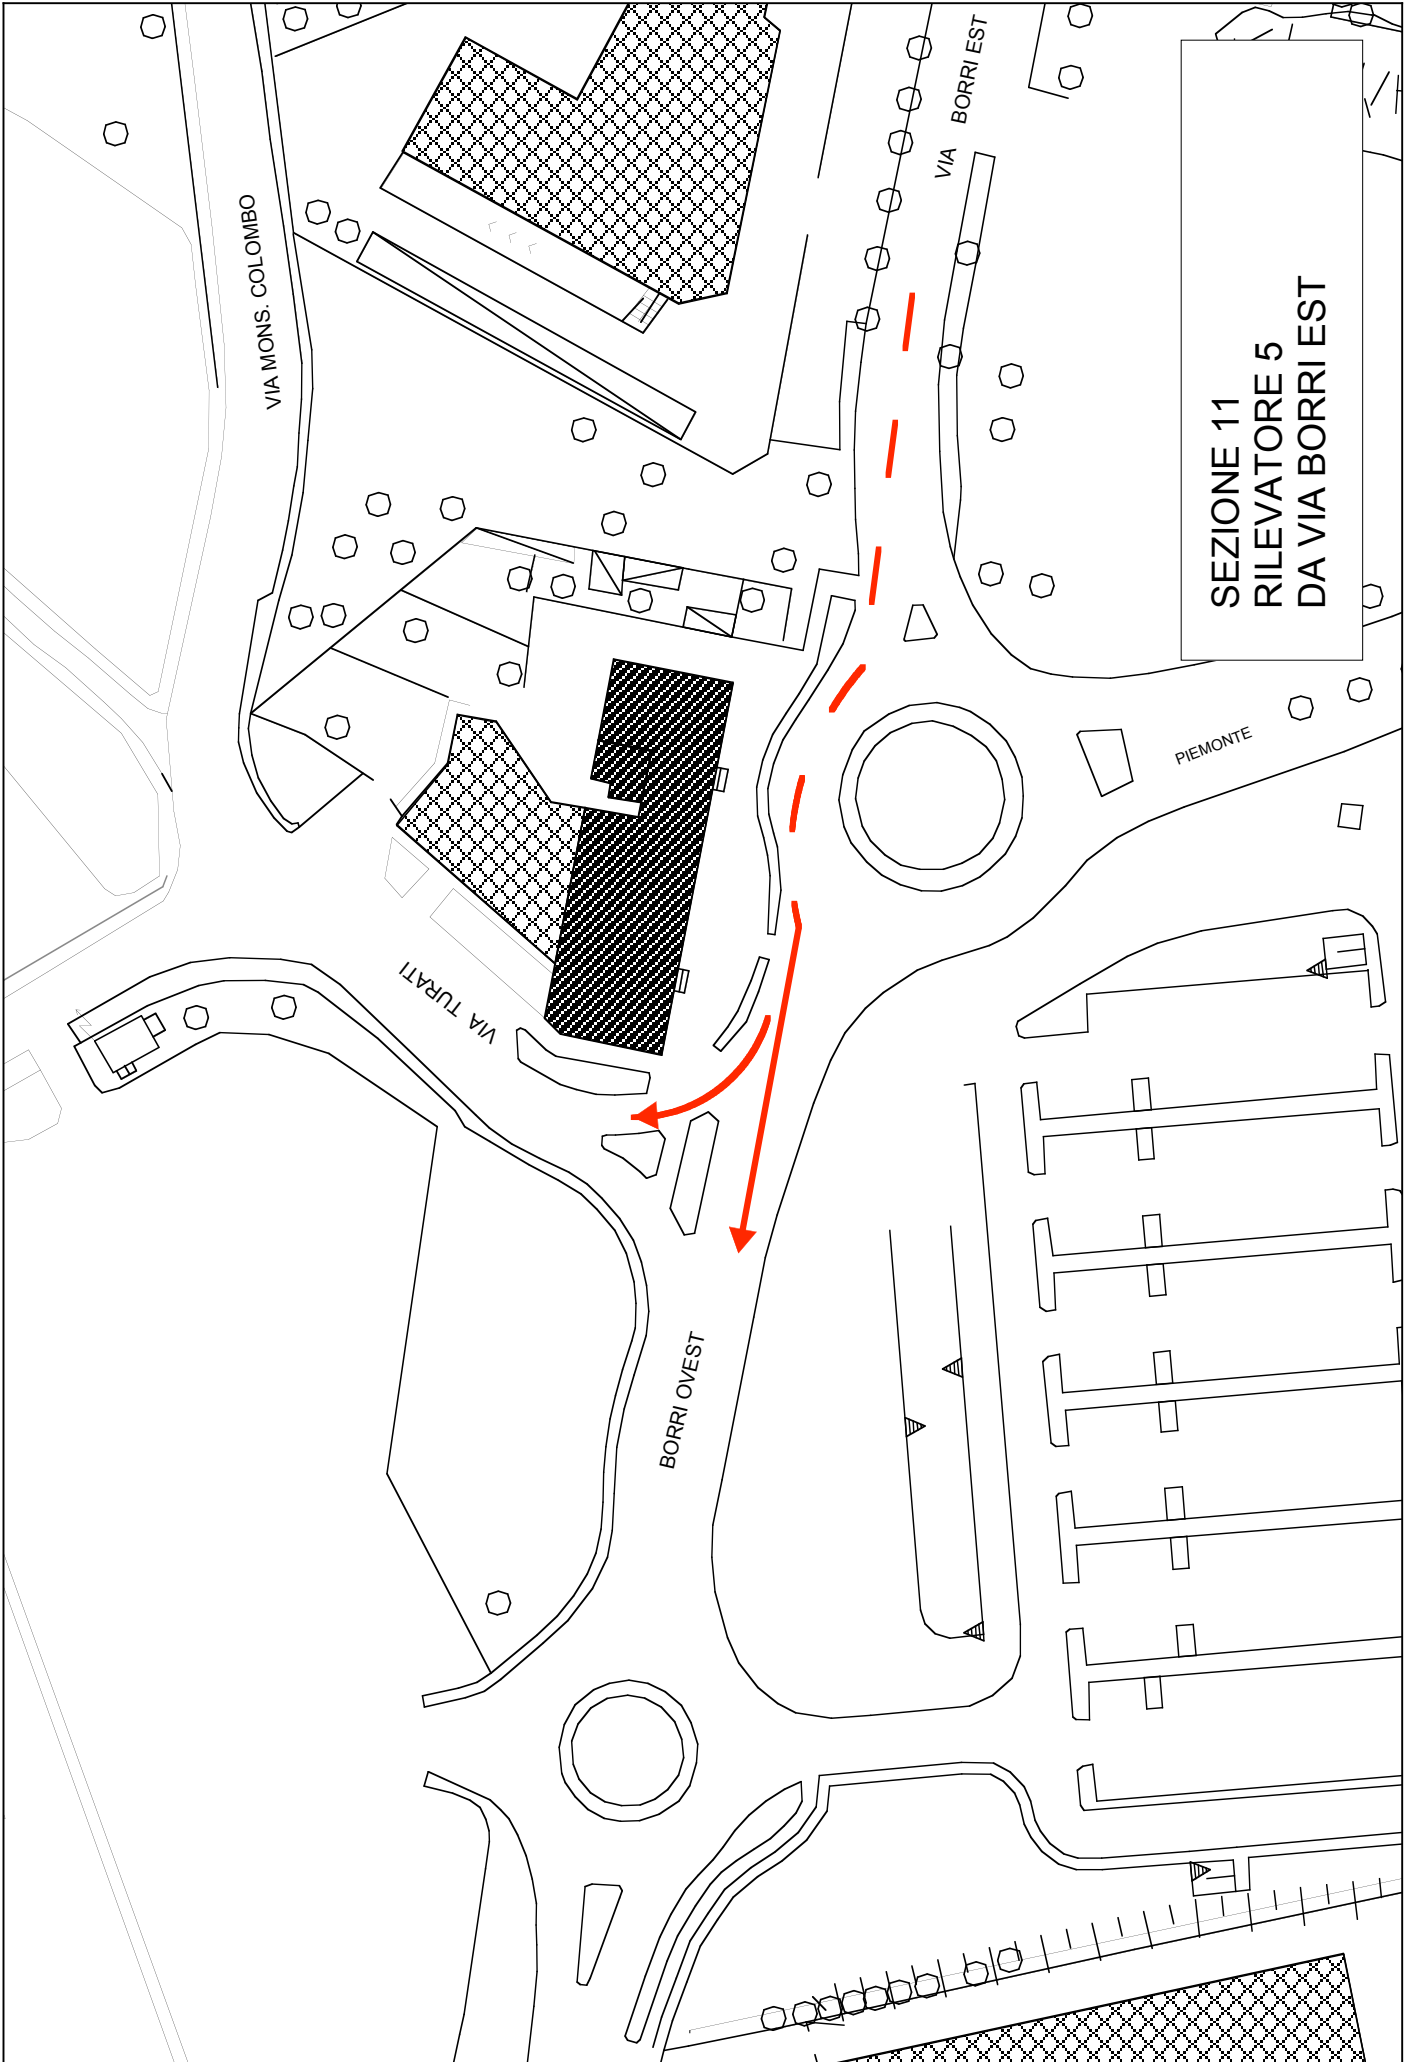 VIA MONS. COLOMBO
VIA BORRI EST
SEZIONE 11
RILEVATORE 5
DA VIA BORRI EST
PIEMONTE
VIA TURATI
BORRI OVEST